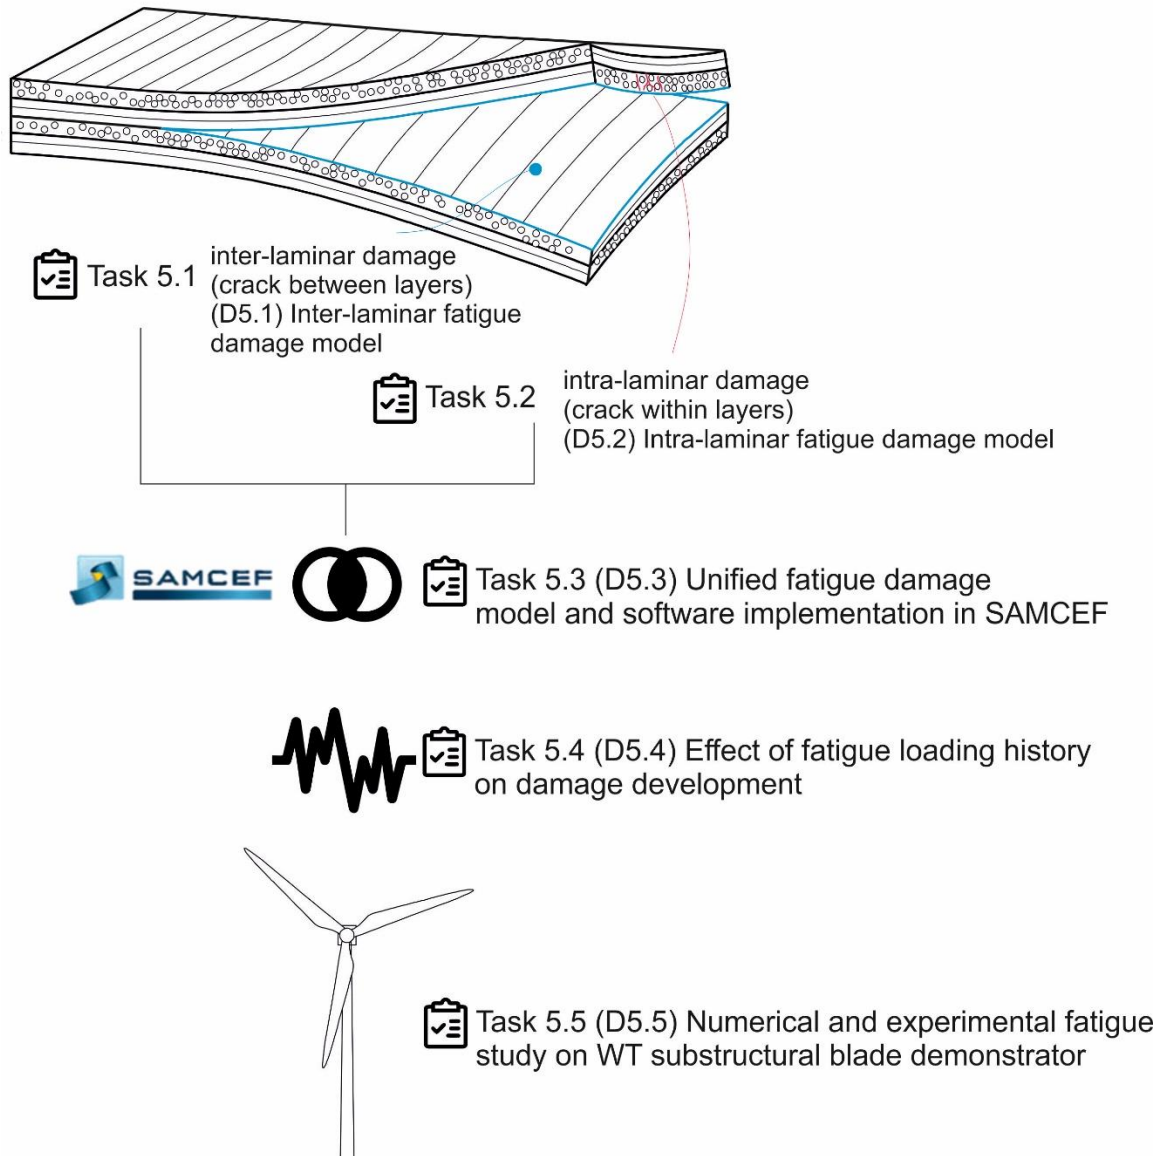 Task 5.1
inter-laminar damage
(crack between layers)
(D5.1) Inter-laminar fatigue
damage model
Task 5.2
intra-laminar damage
(crack within layers)
(D5.2) Intra-laminar fatigue damage model
SAMCEF
Task 5.3 (D5.3) Unified fatigue damage
model and software implementation in SAMCEF
Task 5.4 (D5.4) Effect of fatigue loading history
on damage development
Task 5.5 (D5.5) Numerical and experimental fatigue
study on WT substructural blade demonstrator